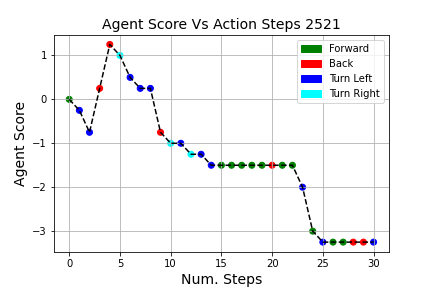 Agent Score Vs Action Steps 2521
Forward
Back
Turn Left
Turn Right
1
0
−1
−2
−3
Agent Score
0 5 10 15 20 25 30
Num. Steps